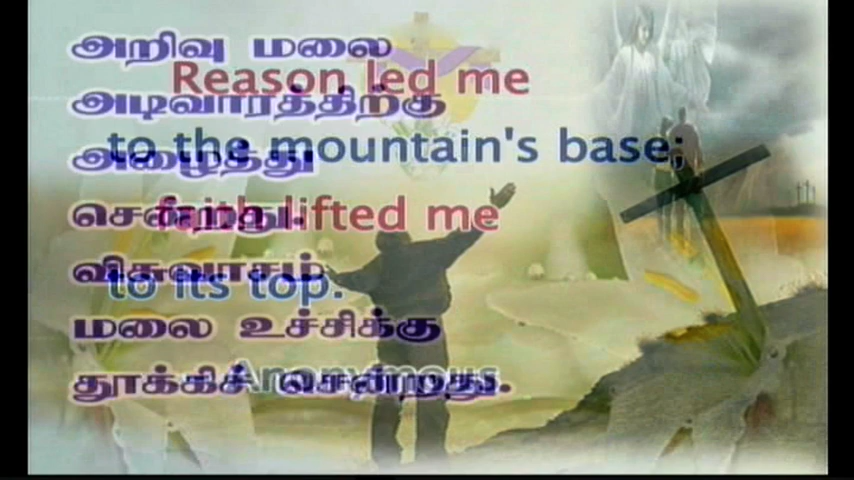 அறிவு மலை
Reason led me
அடிவாரத்திற்கு
to the mountain's base;
அழைத்து
faith lifted me
சென்றது.
விசுவாசம்
to its top.
மலை உச்சிக்கு
Anonymous
தூக்கிச் சென்றது.